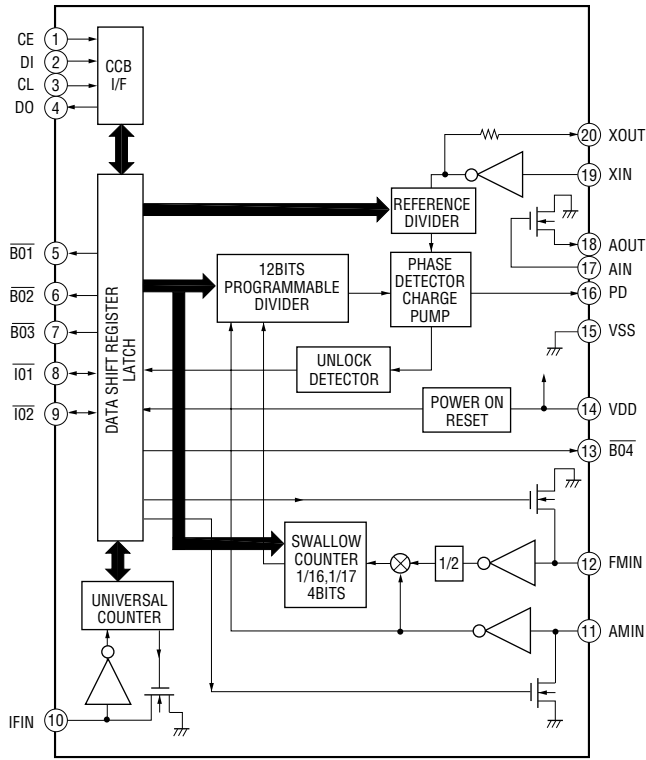 CE 1
DI 2
CL 3
DO 4
CCB
I/F
20 XOUT
19 XIN
REFERENCE
DIVIDER
18 AOUT
17 AIN
16 PD
15 VSS
B01 5
B02 6
B03 7
I01 8
I02 9
DATA SHIFT REGISTER
LATCH
12BITS
PROGRAMMABLE
DIVIDER
PHASE
DETECTOR
CHARGE
PUMP
UNLOCK
DETECTOR
POWER ON
RESET
14 VDD
13 B04
SWALLOW
COUNTER
1/16,1/17
4BITS
1/2
12 FMIN
11 AMIN
UNIVERSAL
COUNTER
IFIN 10